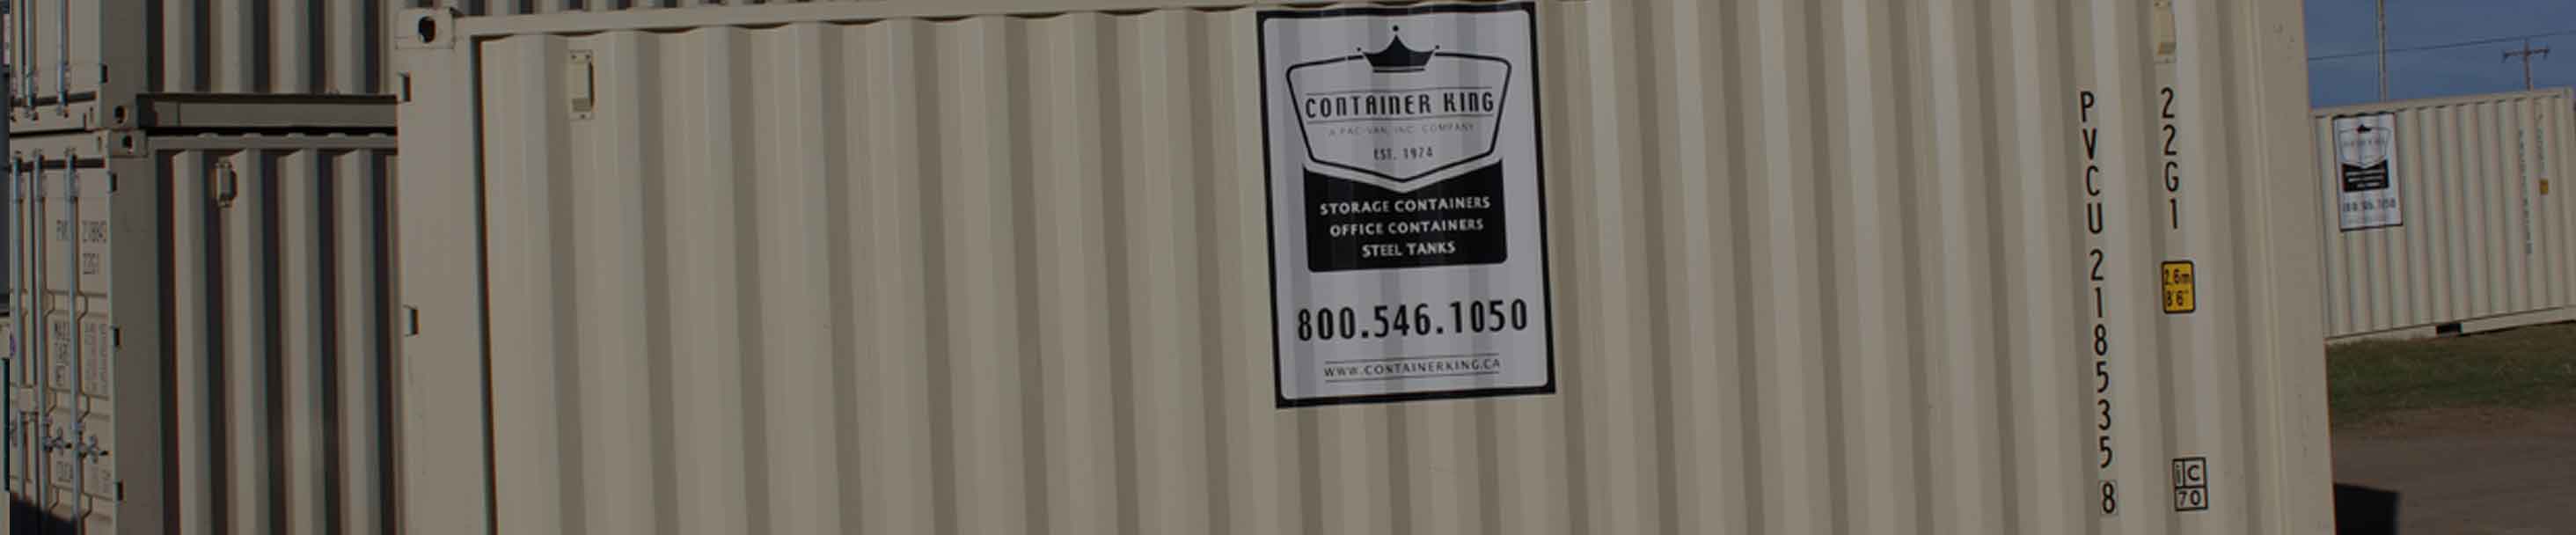 CONTAINER KING
A PAC-VAN, INC. COMPANY
EST. 1974
STORAGE CONTAINERS
OFFICE CONTAINERS
STEEL TANKS
800.546.1050
WWW.CONTAINERKING.CA
PVCU 218535 8
22G1
2.6m
8'6"
iC
70